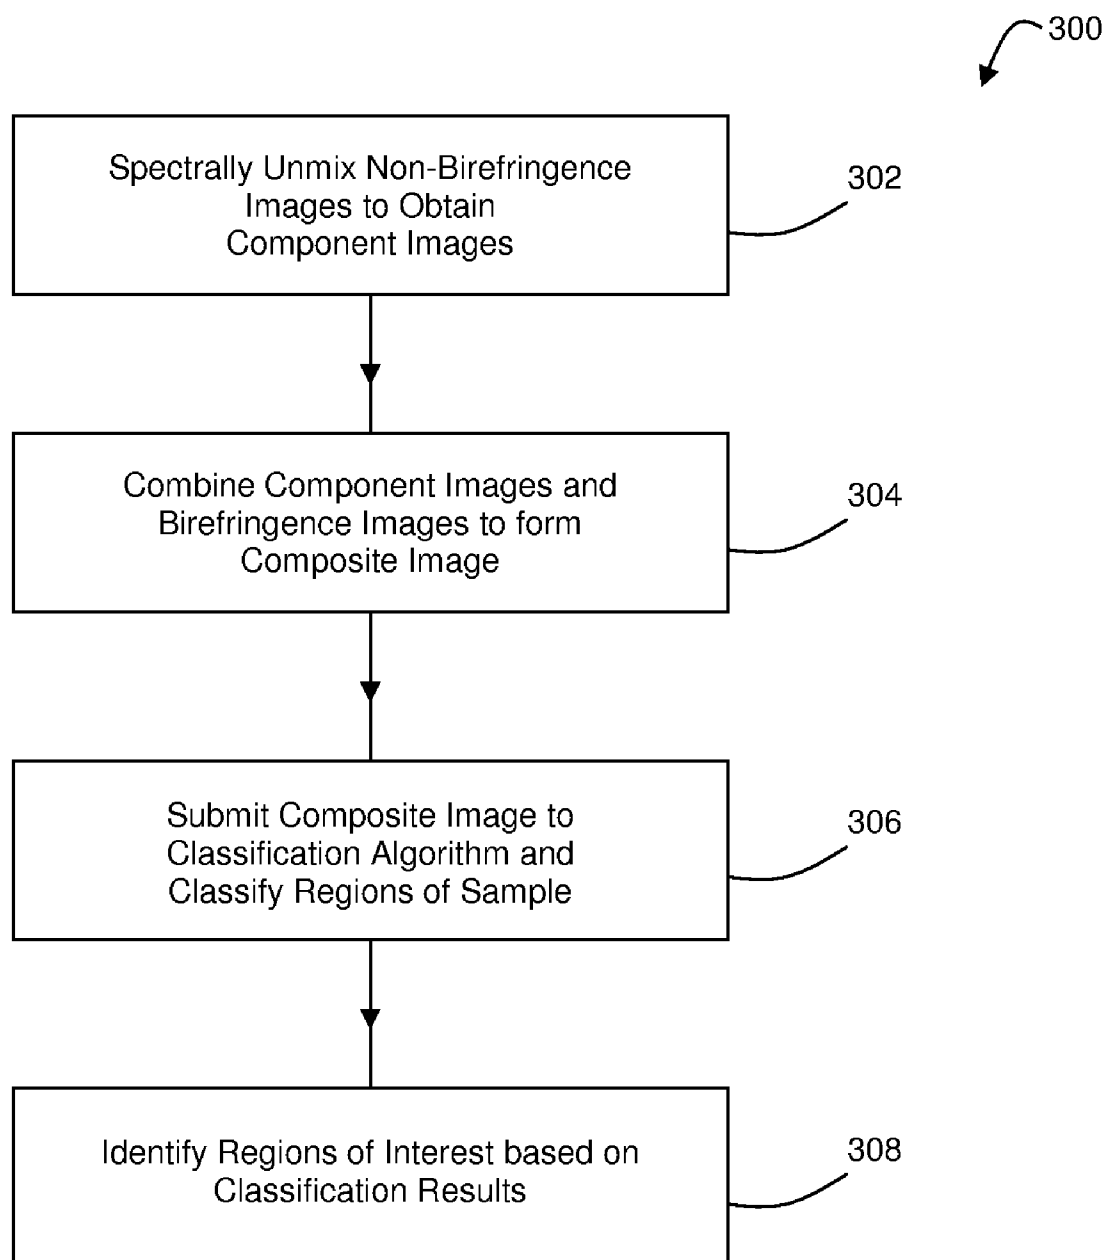 300
Spectrally Unmix Non-Birefringence
Images to Obtain
Component Images
302
Combine Component Images and
Birefringence Images to form
Composite Image
304
Submit Composite Image to
Classification Algorithm and
Classify Regions of Sample
306
Identify Regions of Interest based on
Classification Results
308